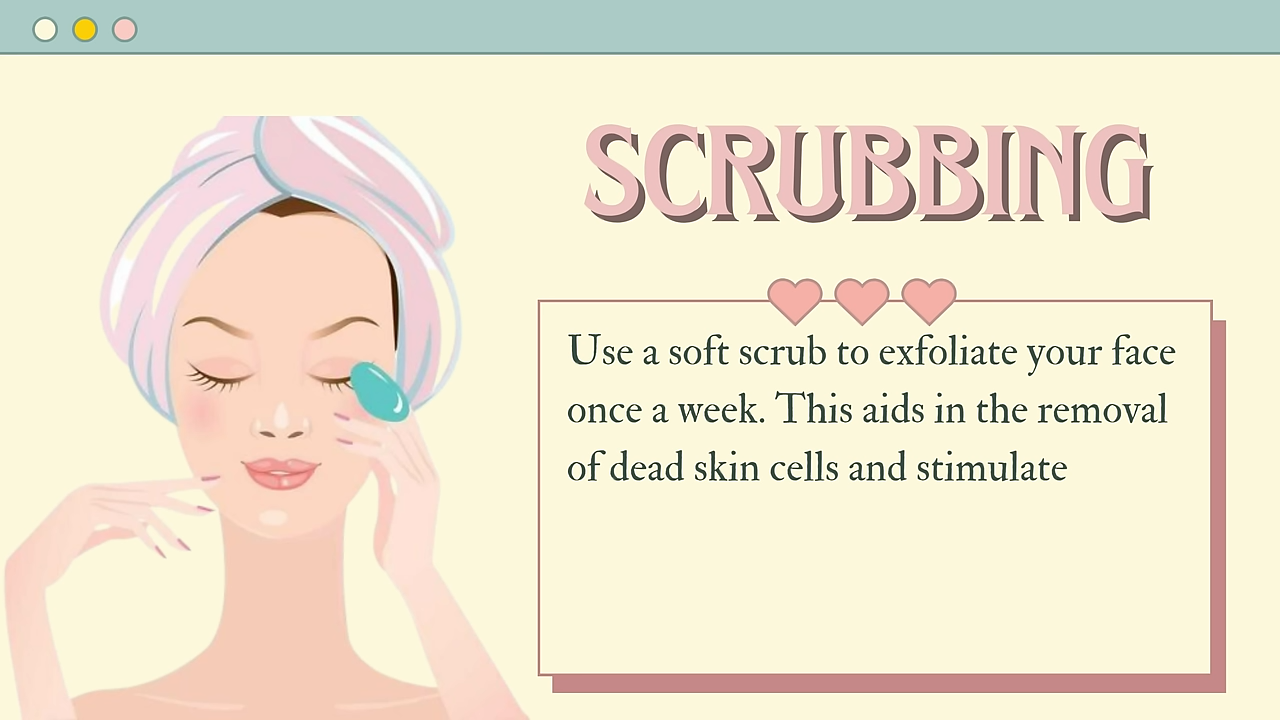 SCRUBBING
Use a soft scrub to exfoliate your face
once a week. This aids in the removal
of dead skin cells and stimulate